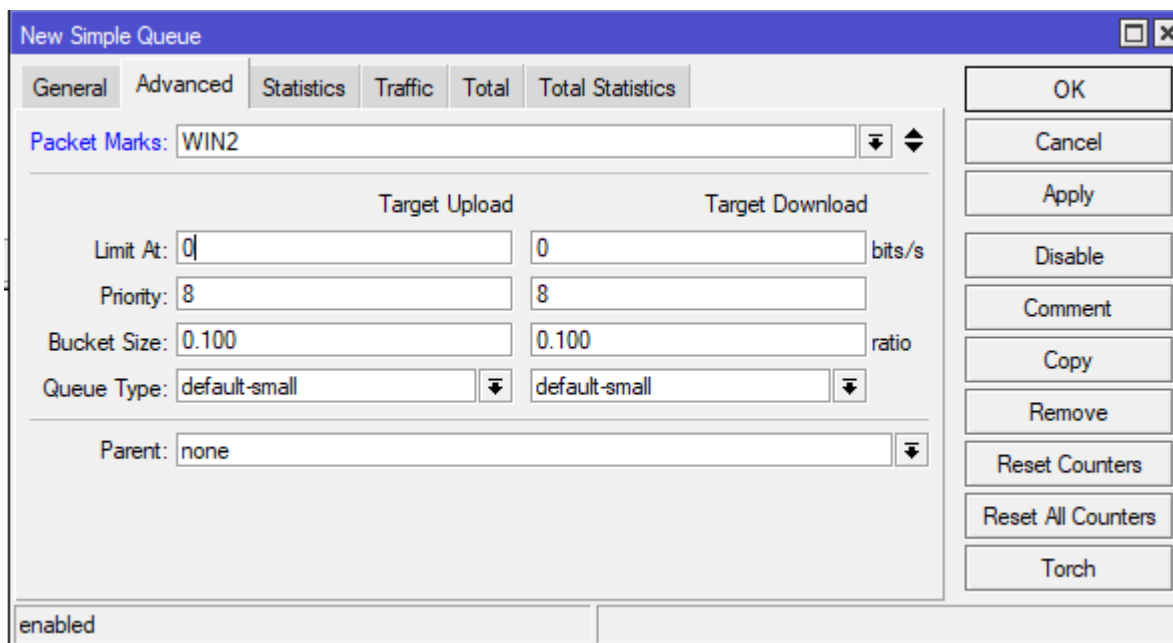 New Simple Queue
General Advanced Statistics Traffic Total Total Statistics
OK
Packet Marks: WIN2
Cancel
Target Upload Target Download
Apply
Limit At: 0 0 bits/s
Disable
Priority: 8 8
Comment
Bucket Size: 0.100 0.100 ratio
Copy
Queue Type: default-small default-small
Remove
Parent: none
Reset Counters
Reset All Counters
Torch
enabled